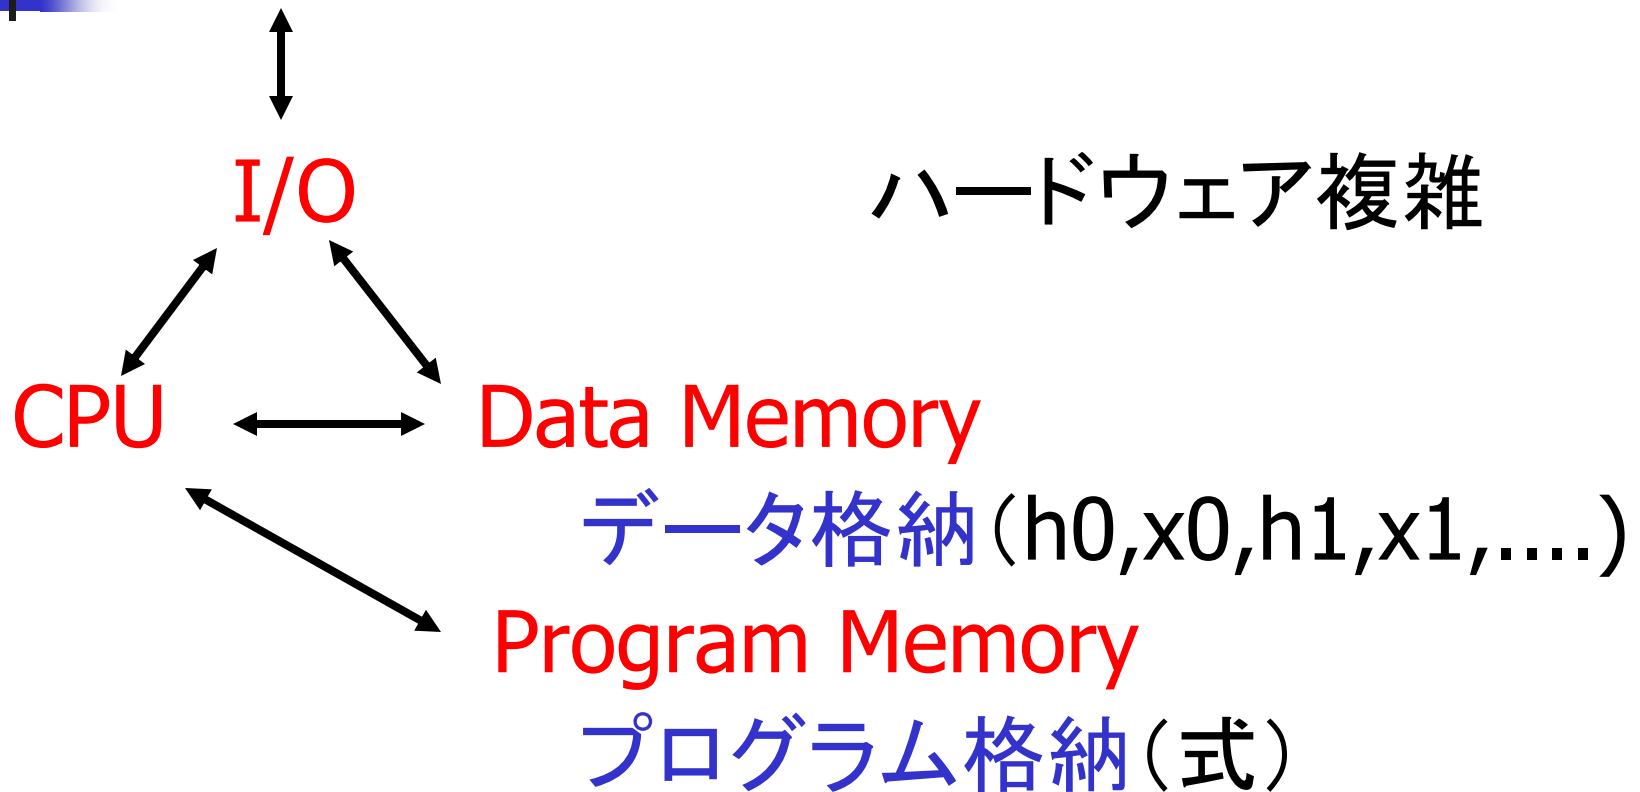 I/O
ハードウェア複雑
CPU
Data Memory
データ格納(h0,x0,h1,x1,....)
Program Memory
プログラム格納(式)